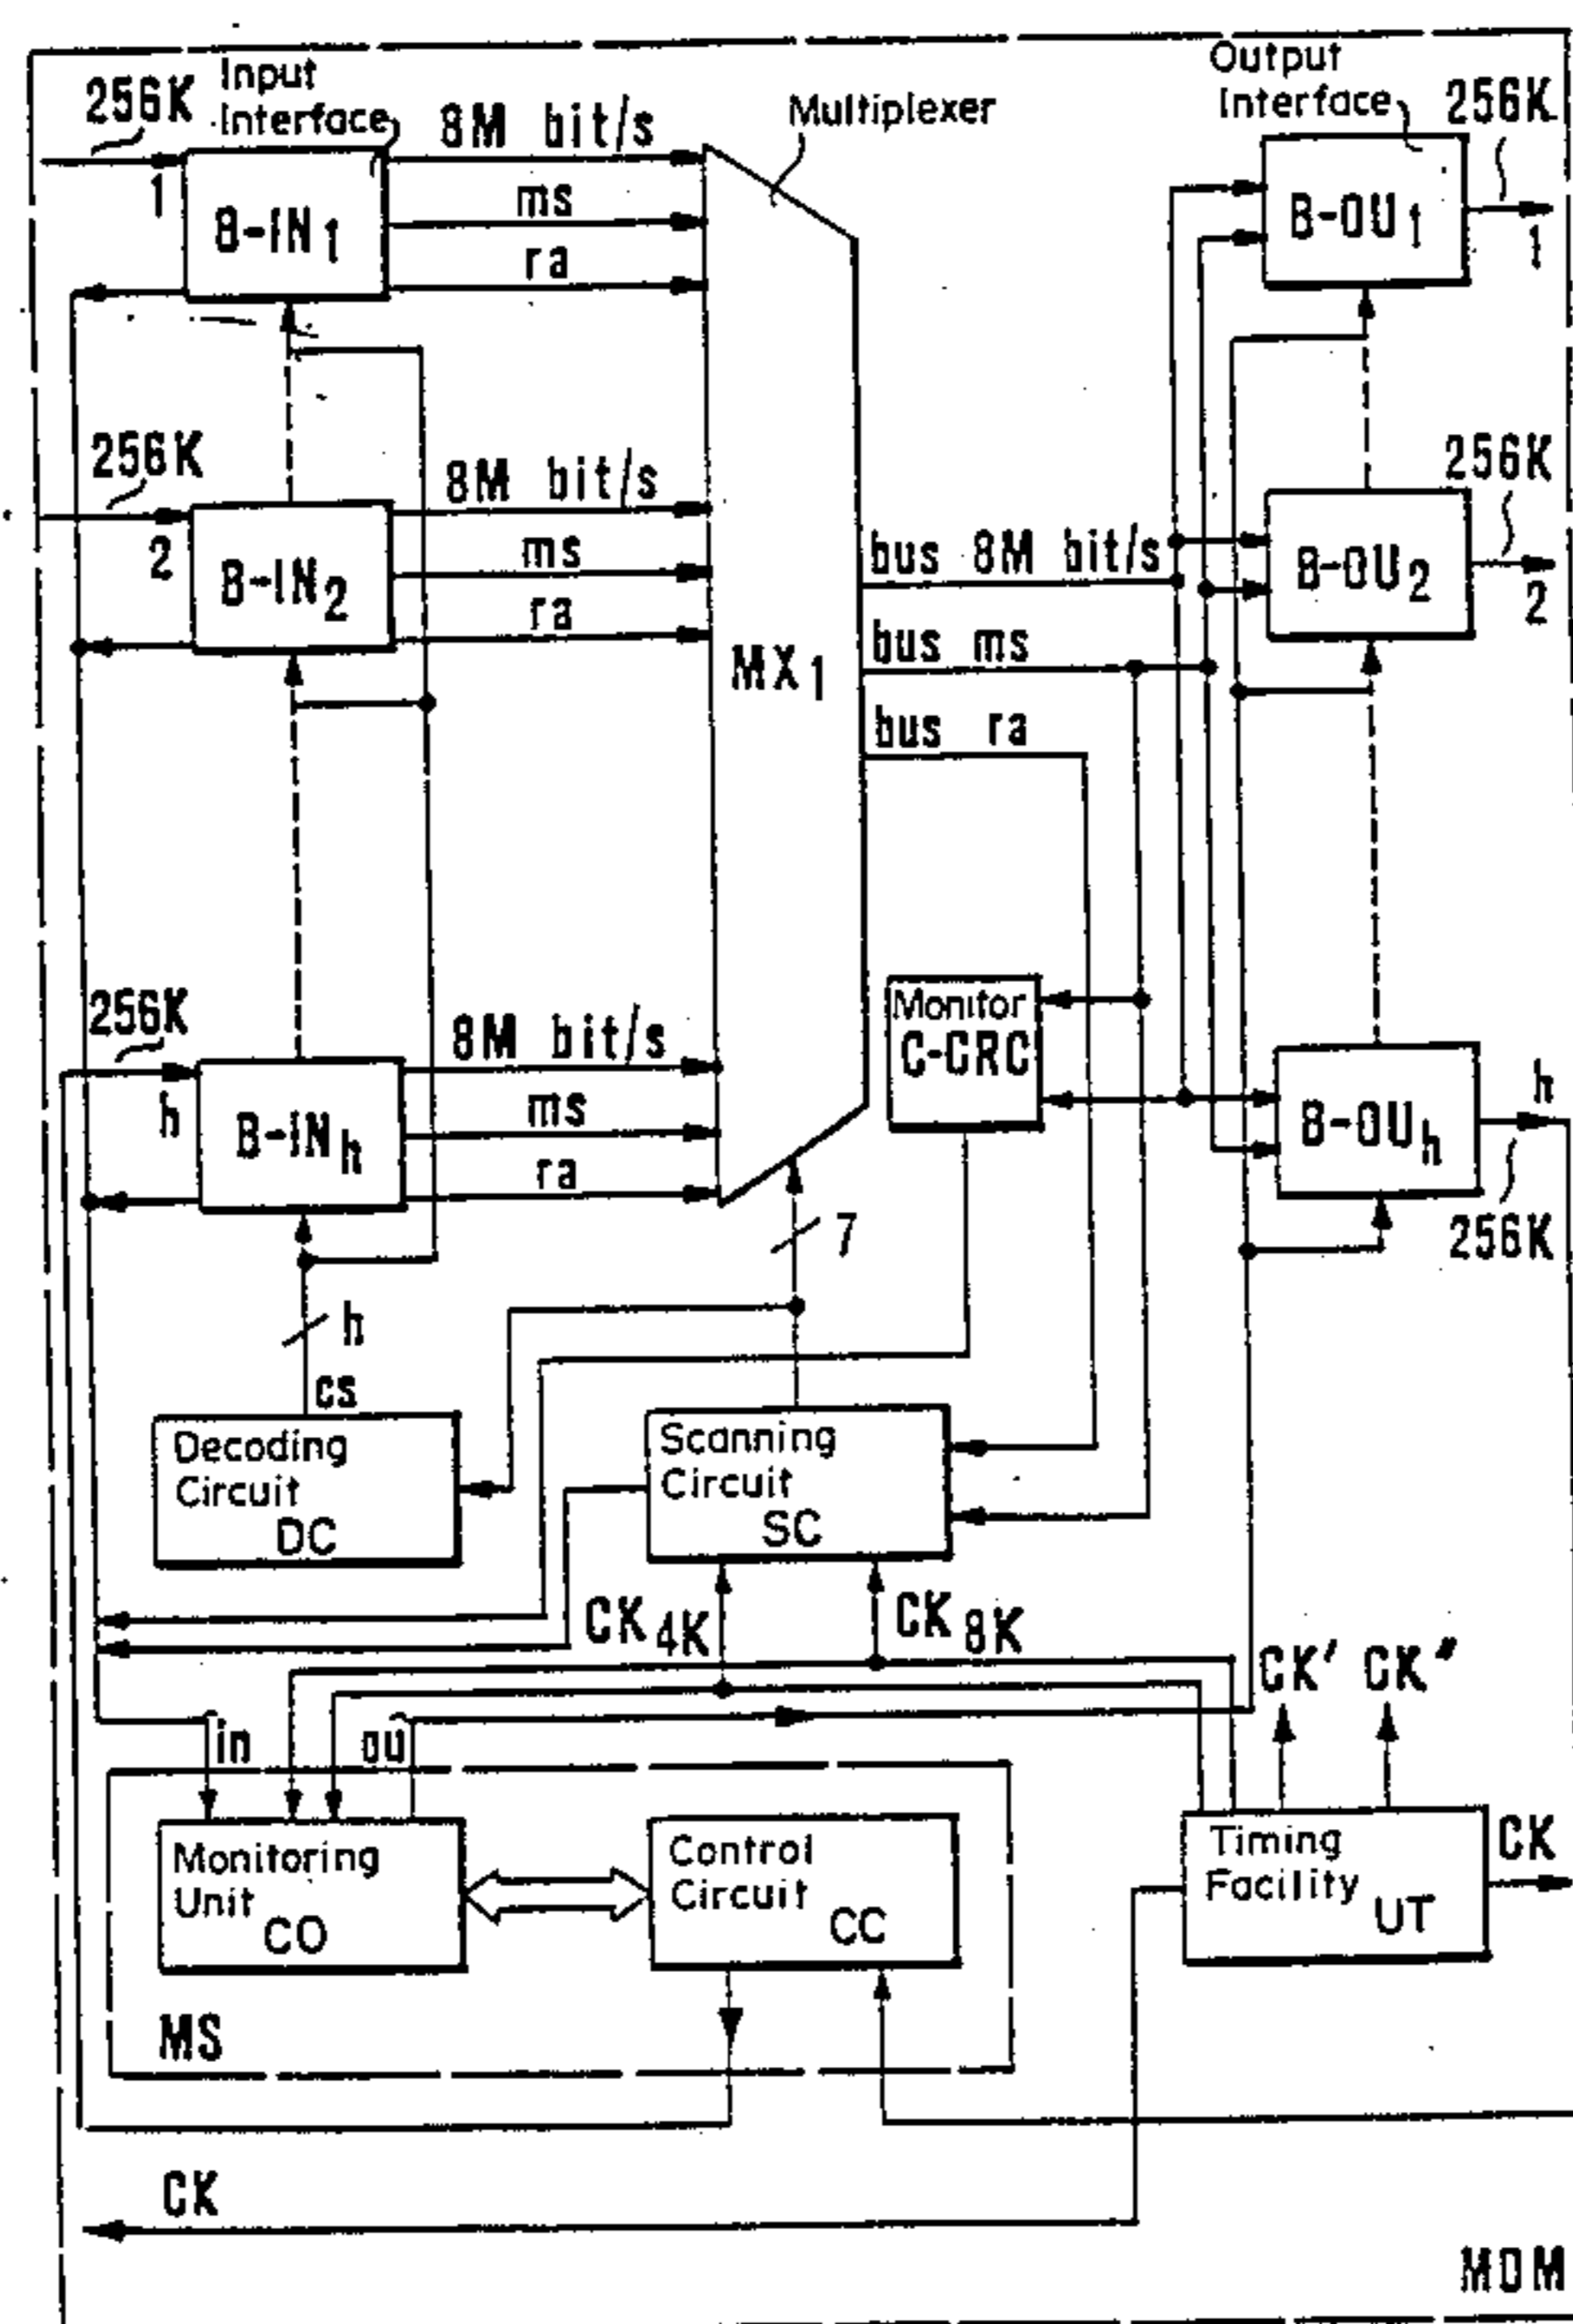 256K
Input
Interface
8M bit/s
Multiplexer
Output
Interface
256K
1
B-IN1
ms
ra
B-OU1
1
256K
8M bit/s
256K
2
B-IN2
ms
ra
MX1
bus 8M bit/s
bus ms
bus ra
B-OU2
2
256K
8M bit/s
h
B-INh
ms
ra
Monitor
C-CRC
B-OUh
h
256K
7
h
cs
Decoding
Circuit
DC
Scanning
Circuit
SC
CK4K
CK8K
CK'
CK"
in
ou
Monitoring
Unit
CO
Control
Circuit
CC
Timing
Facility
UT
CK
MS
CK
MDM